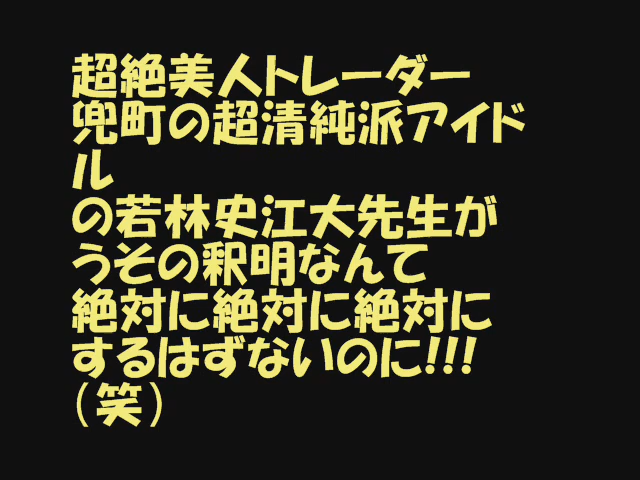 超絶美人トレーダー
兜町の超清純派アイド
ル
の若林史江大先生が
うその釈明なんて
絶対に絶対に絶対に
するはずないのに!!!
（笑）